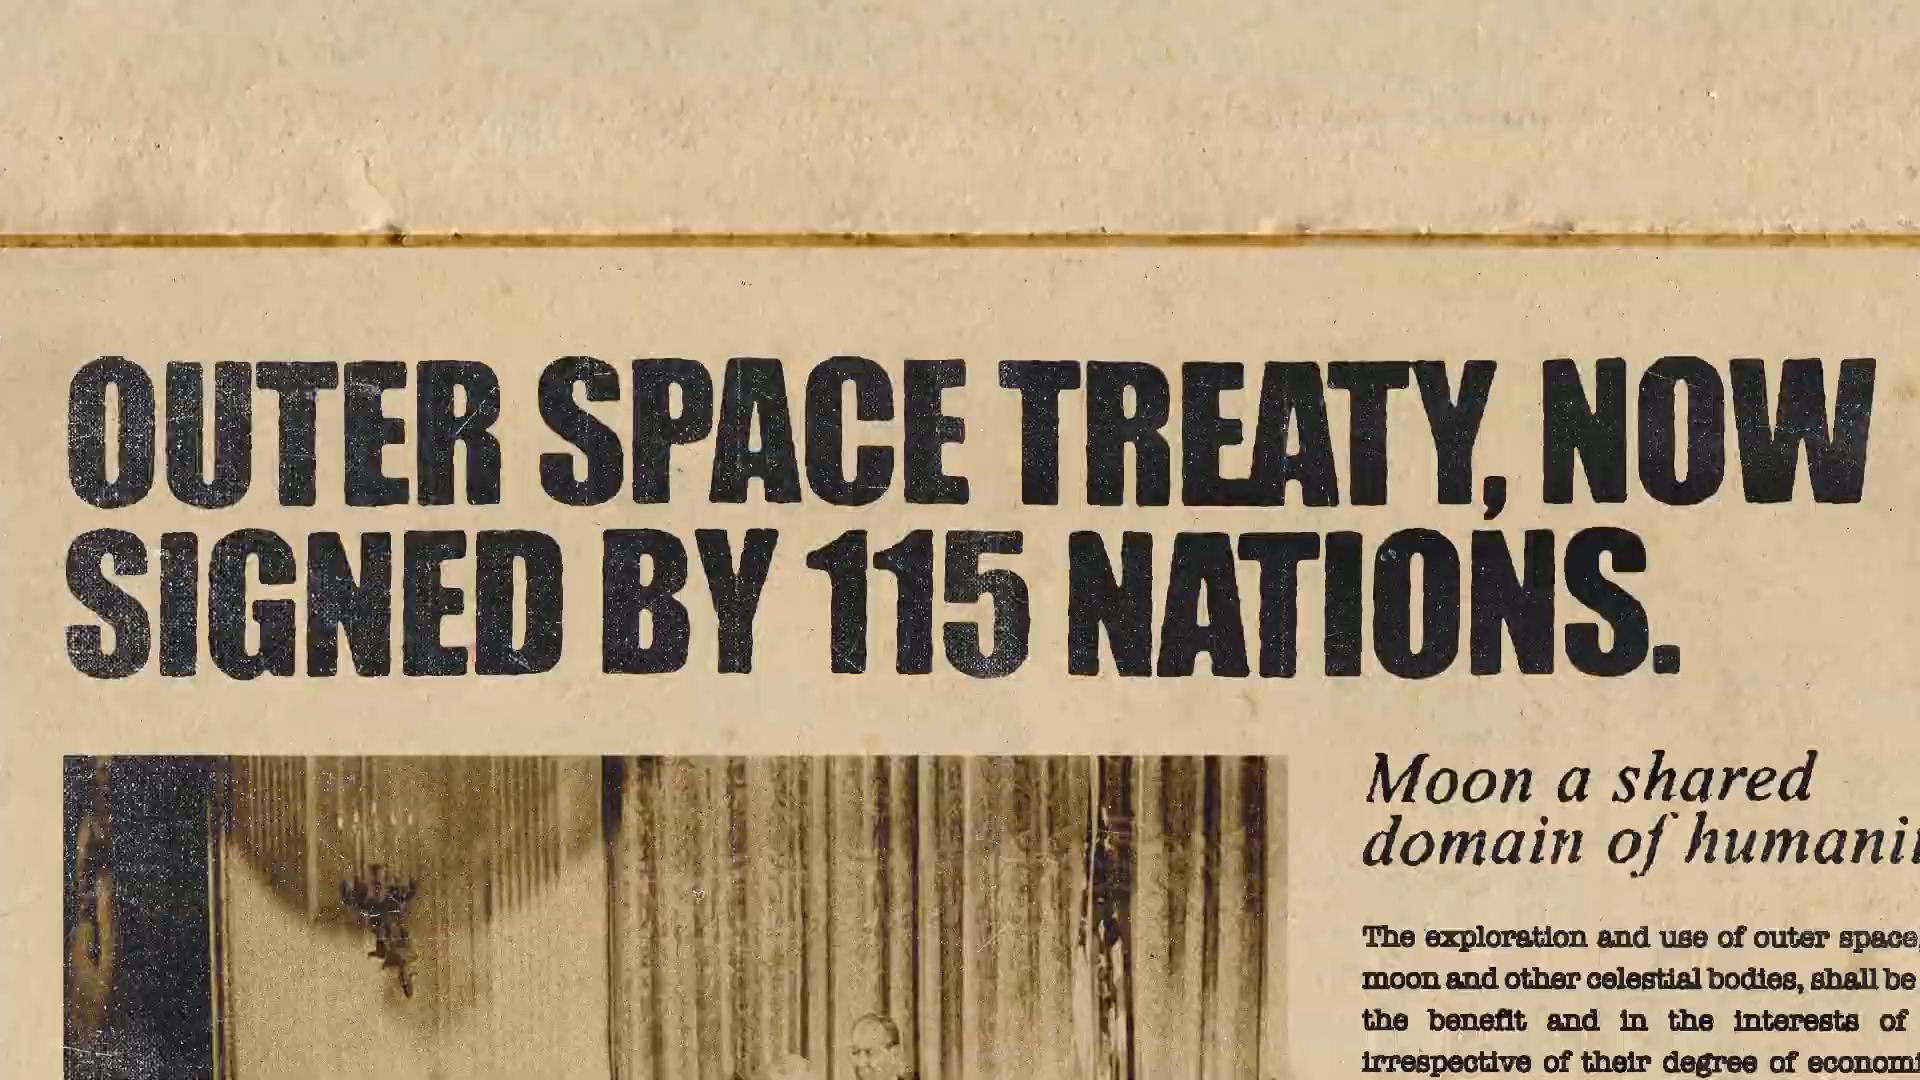 OUTER SPACE TREATY, NOW
SIGNED BY 115 NATIONS.
Moon a shared
domain of
The exploration and use of outer space,
moon and other celestial bodies, shall be
the benefit and in the interests of
irrespective of their degree of